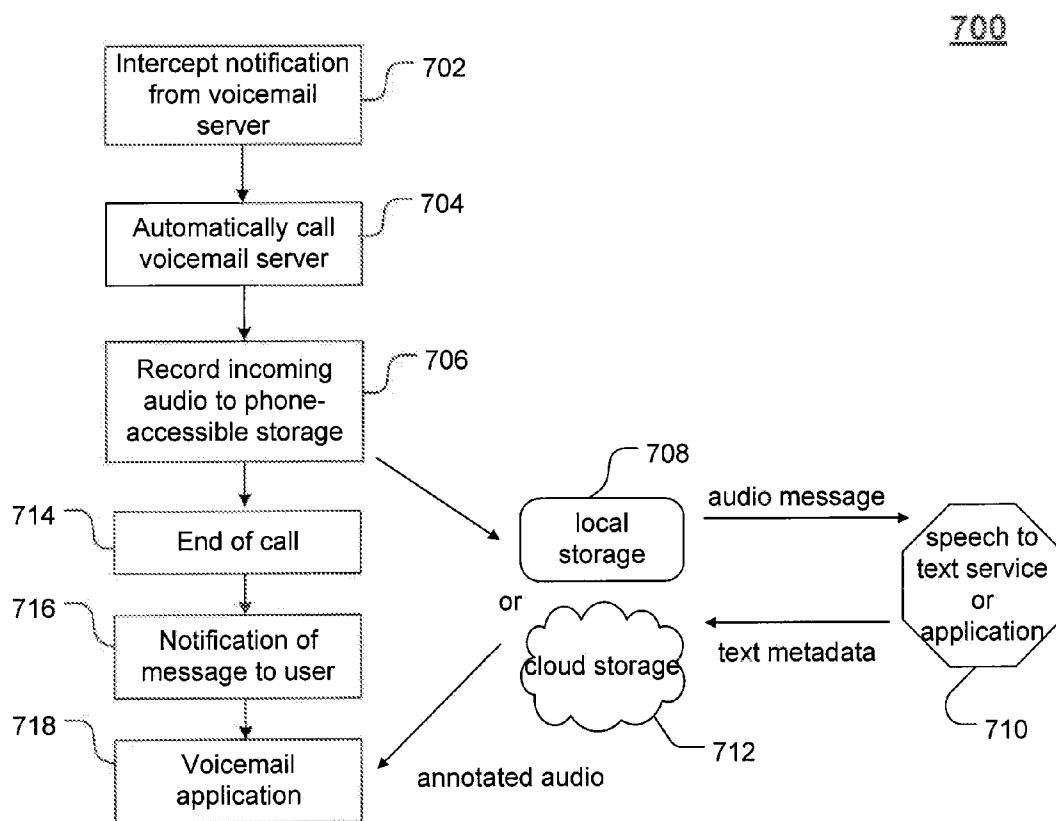 700
Intercept notification
from voicemail
server
702
Automatically call
voicemail server
704
Record incoming
audio to phone-
accessible storage
706
714
End of call
716
Notification of
message to user
718
Voicemail
application
708
local
storage
or
cloud storage
712
audio message
text metadata
annotated audio
speech to
text service
or
application
710